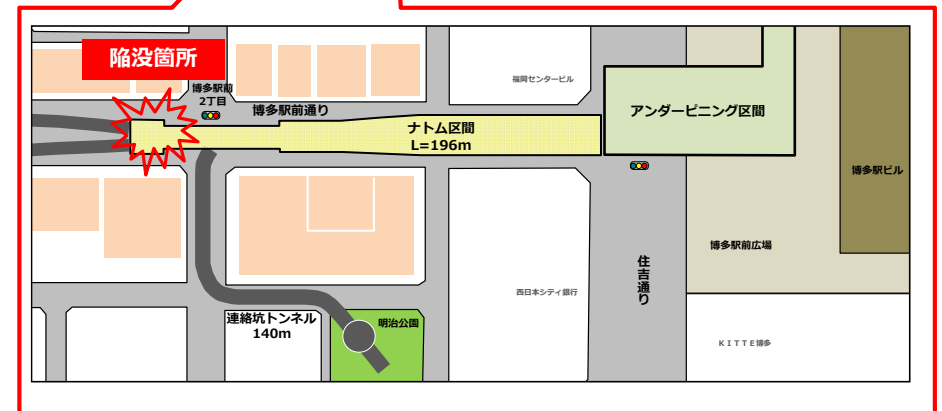 陥没箇所
福岡センタービル
博多駅前
2丁目
博多駅前通り
アンダーピニング区間
ナトム区間
L=196m
博多駅ビル
博多駅前広場
住吉通り
西日本シティ銀行
連絡坑トンネル
140m
明治公園
ＫＩＴＴＥ博多